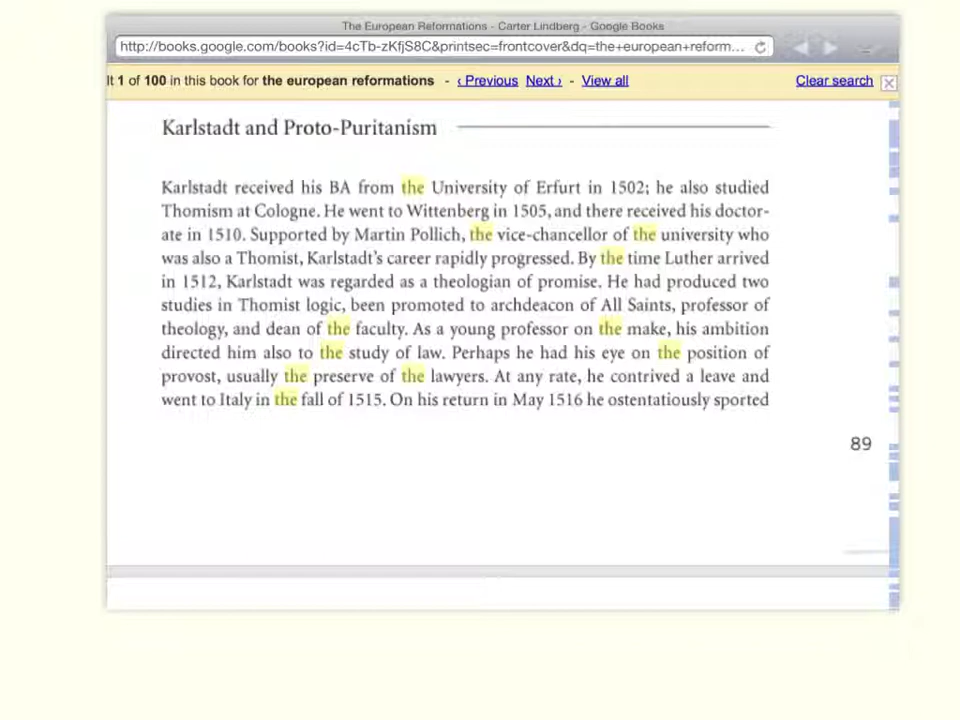 The European Reformations - Carter Lindberg - Google Books
http://books.google.com/books?id=4cTb-zKfjS8C&printsec=frontcover&dq=the+european+reform...
lt 1 of 100 in this book for the european reformations - ‹ Previous Next › - View all Clear search
Karlstadt and Proto-Puritanism
Karlstadt received his BA from the University of Erfurt in 1502; he also studied
Thomism at Cologne. He went to Wittenberg in 1505, and there received his doctor-
ate in 1510. Supported by Martin Pollich, the vice-chancellor of the university who
was also a Thomist, Karlstadt's career rapidly progressed. By the time Luther arrived
in 1512, Karlstadt was regarded as a theologian of promise. He had produced two
studies in Thomist logic, been promoted to archdeacon of All Saints, professor of
theology, and dean of the faculty. As a young professor on the make, his ambition
directed him also to the study of law. Perhaps he had his eye on the position of
provost, usually the preserve of the lawyers. At any rate, he contrived a leave and
went to Italy in the fall of 1515. On his return in May 1516 he ostentatiously sported
89